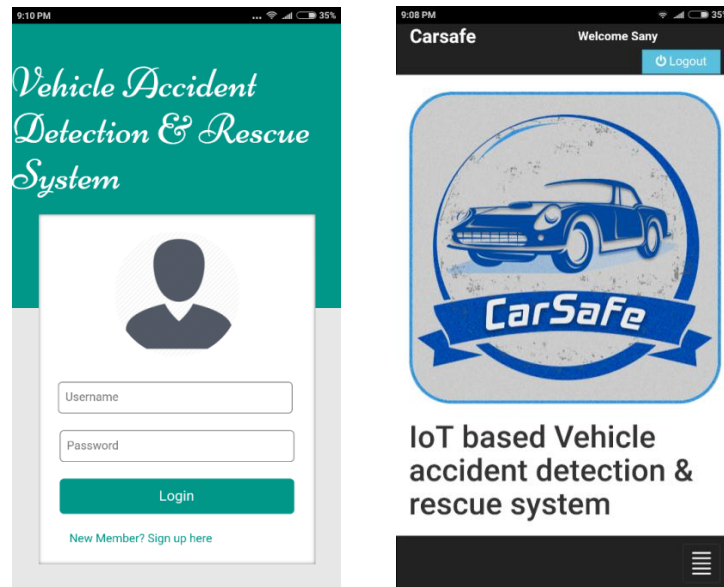 9:10 PM
... 35%
Vehicle Accident
Detection & Rescue
System
Username
Password
Login
New Member? Sign up here
9:08 PM
35%
Carsafe
Welcome Sany
Logout
CarSafe
IoT based Vehicle
accident detection &
rescue system